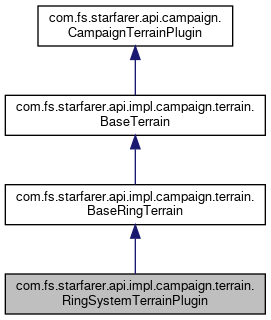 com.fs.starfarer.api.campaign.
CampaignTerrainPlugin
com.fs.starfarer.api.impl.campaign.terrain.
BaseTerrain
com.fs.starfarer.api.impl.campaign.terrain.
BaseRingTerrain
com.fs.starfarer.api.impl.campaign.terrain.
RingSystemTerrainPlugin